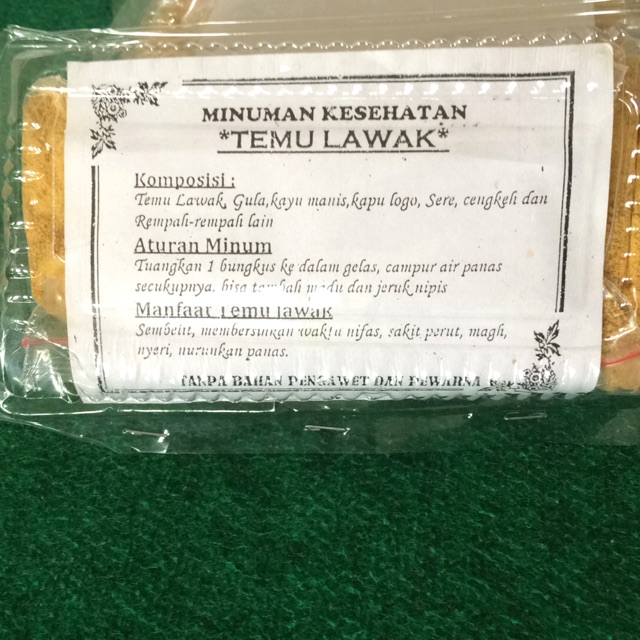 MINUMAN KESEHATAN
*TEMU LAWAK*
Komposisi :
Temu Lawak, Gula,kayu manis,kapu logo, Sere, cengkeh dan
Rempah-rempah lain
Aturan Minum
Tuangkan 1 bungkus ke dalam gelas, campur air panas
secukupnya. bisa tambah madu dan jeruk nipis
Manfaat Temu lawak
Sembelit, membersihkan waktu nifas, sakit perut, magh,
nyeri, nurunkan panas.
TANPA BAHAN PENGAWET DAN PEWARNA